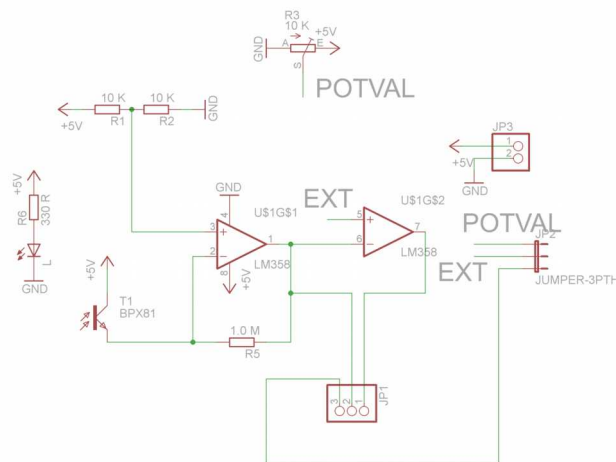 R3
10 K
+5V
GND
A
E
S
POTVAL
10 K
10 K
+5V
R1
R2
GND
JP3
1
2
+5V
GND
+5V
R6
330 R
L
GND
GND
4
U$1G$1
3
+
2
-
1
8
LM358
+5V
EXT
U$1G$2
5
+
6
-
7
LM358
POTVAL
JP2
EXT
JUMPER-3PTH
+5V
T1
BPX81
1.0 M
R5
3
2
1
JP1